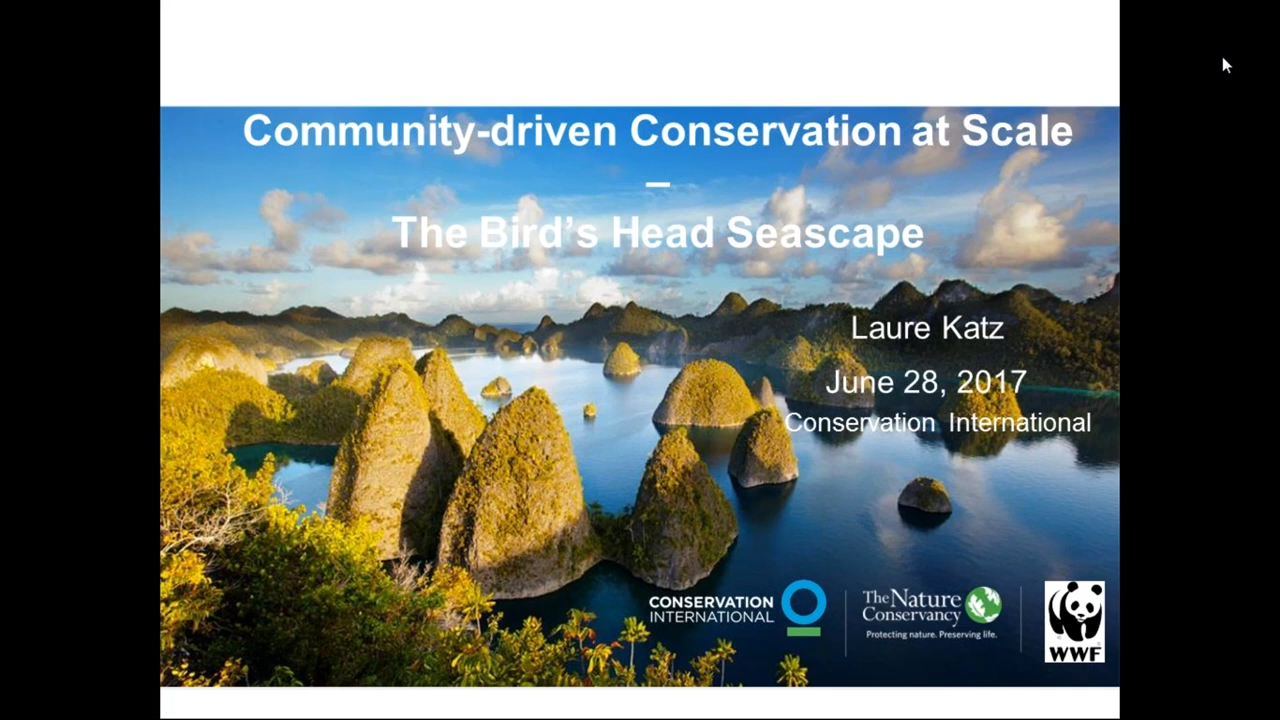 Community-driven Conservation at Scale
–
The Bird's Head Seascape
Laure Katz
June 28, 2017
Conservation International
CONSERVATION
INTERNATIONAL
The Nature
Conservancy
Protecting nature. Preserving life.
WWF